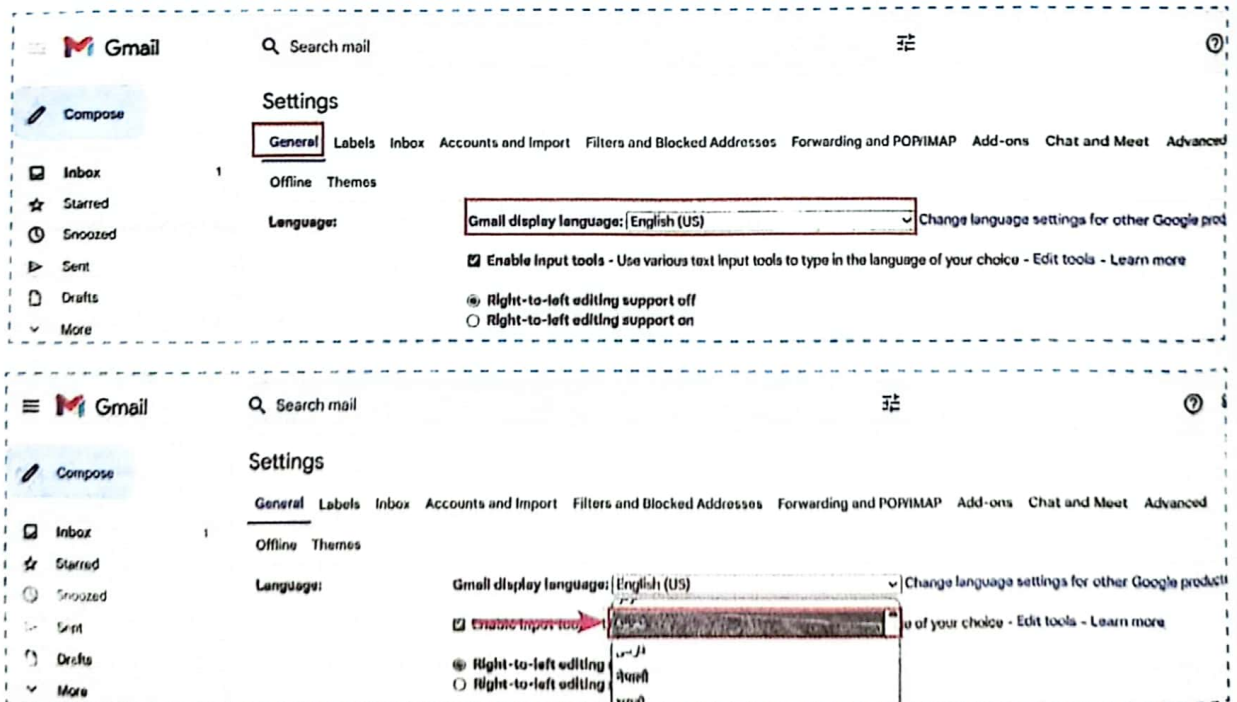 Gmail
Search mail
Compose
Settings
General Labels Inbox Accounts and Import Filters and Blocked Addresses Forwarding and POP/IMAP Add-ons Chat and Meet Advanced
Inbox 1
Offline Themes
Starred
Language: Gmail display language: English (US) Change language settings for other Google prod
Snoozed
Enable Input tools - Use various text input tools to type in the language of your choice - Edit tools - Learn more
Sent
Drafts
Right-to-left editing support off
Right-to-left editing support on
More
Gmail
Search mail
Compose
Settings
General Labels Inbox Accounts and Import Filters and Blocked Addresses Forwarding and POP/IMAP Add-ons Chat and Meet Advanced
Inbox 1
Offline Themes
Starred
Language: Gmail display language: English (US) Change language settings for other Google product
Snoozed
Enable Input e of your choice - Edit tools - Learn more
Sent
فارسی
Drafts
Right-to-left editing
नेपाली
Right-to-left editing
More